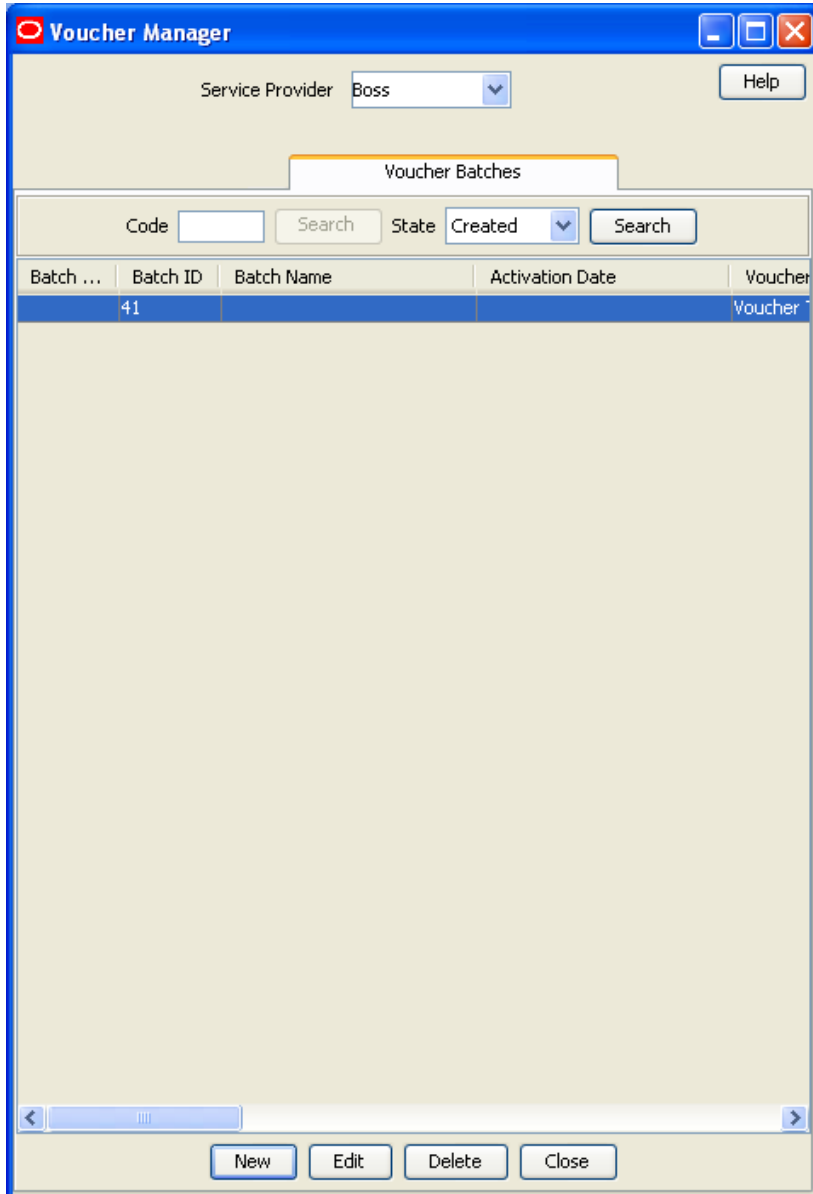 Voucher Manager
Service Provider Boss Help
Voucher Batches
Code Search State Created Search
Batch ... Batch ID Batch Name Activation Date Voucher
41 Voucher
New Edit Delete Close